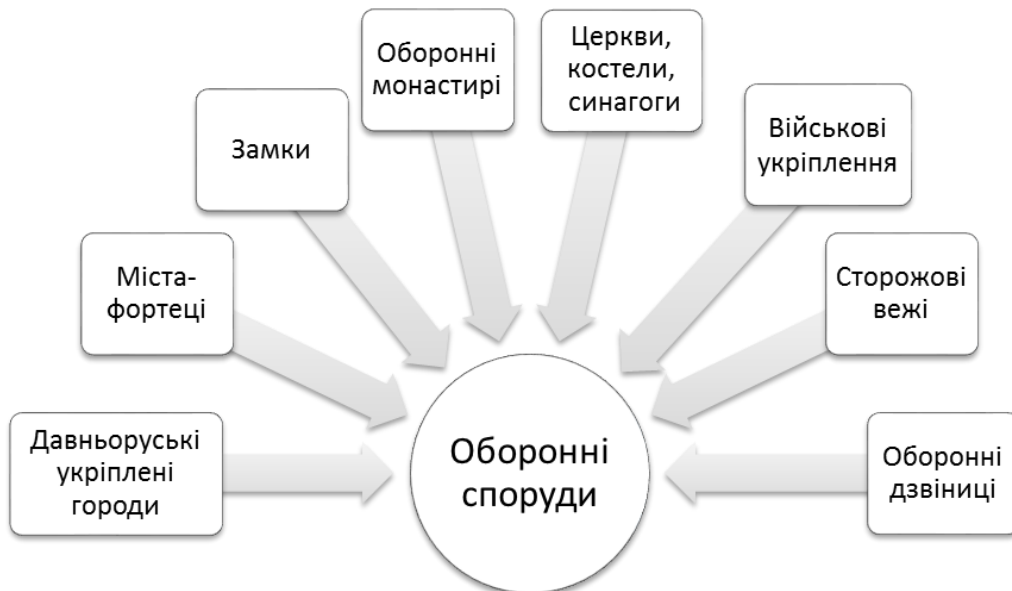 Оборонні
монастирі
Церкви,
костели,
синагоги
Замки
Військові
укріплення
Міста-
фортеці
Сторожові
вежі
Давньоруські
укріплені
городи
Оборонні
споруди
Оборонні
дзвіниці